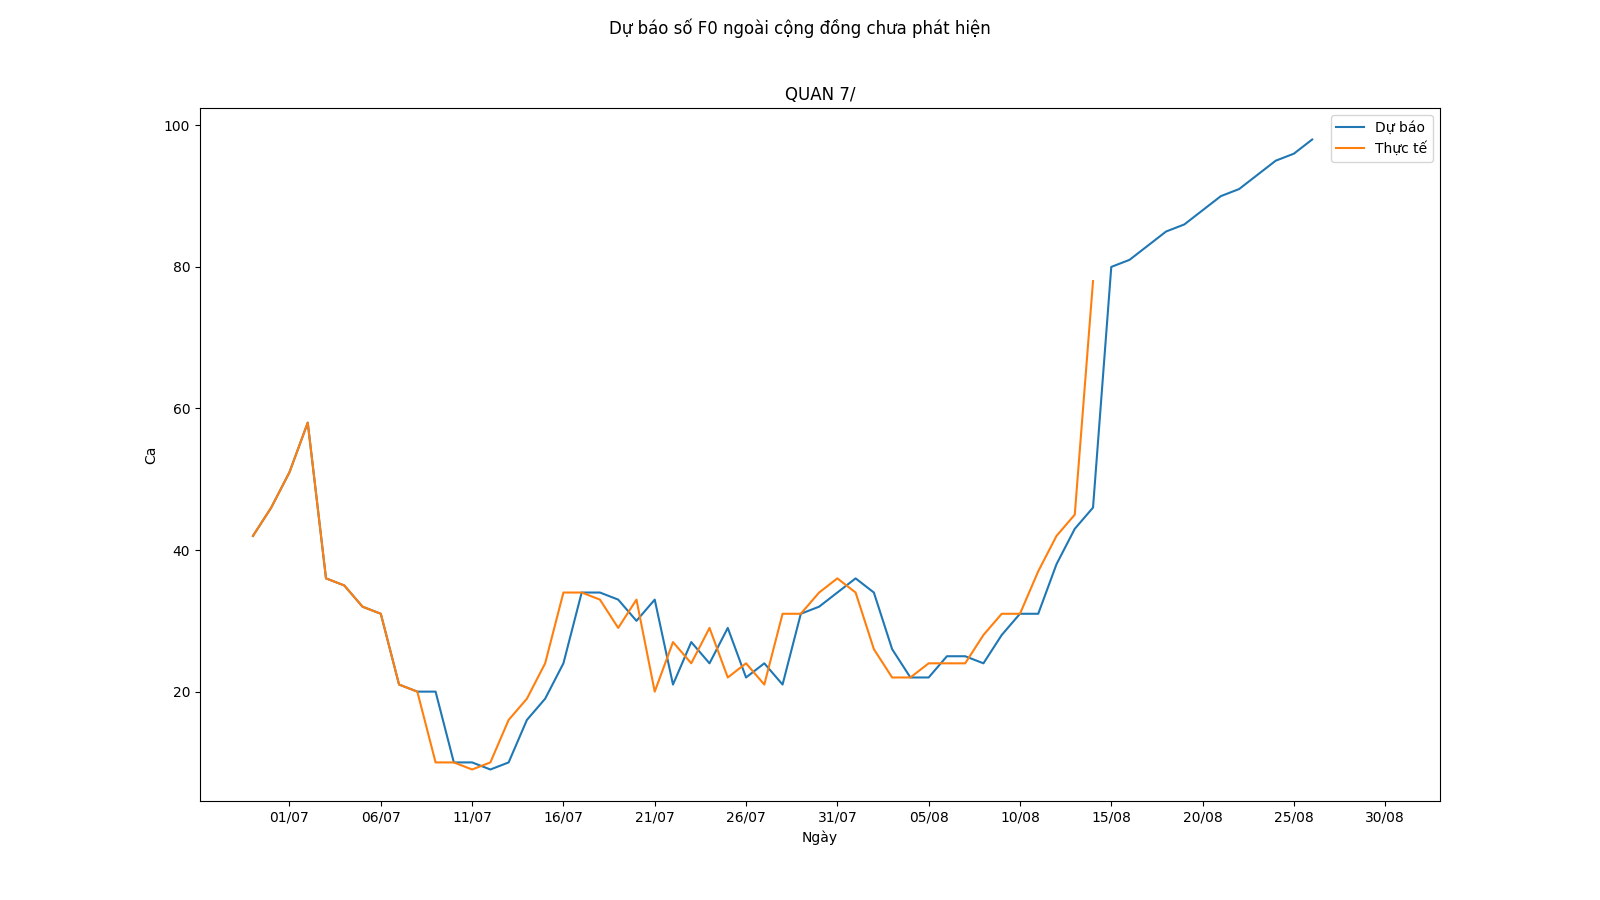 Dự báo số F0 ngoài cộng đồng chưa phát hiện
QUAN 7/
Dự báo
Thực tế
Ca
100
80
60
40
20
01/07 06/07 11/07 16/07 21/07 26/07 31/07 05/08 10/08 15/08 20/08 25/08 30/08
Ngày